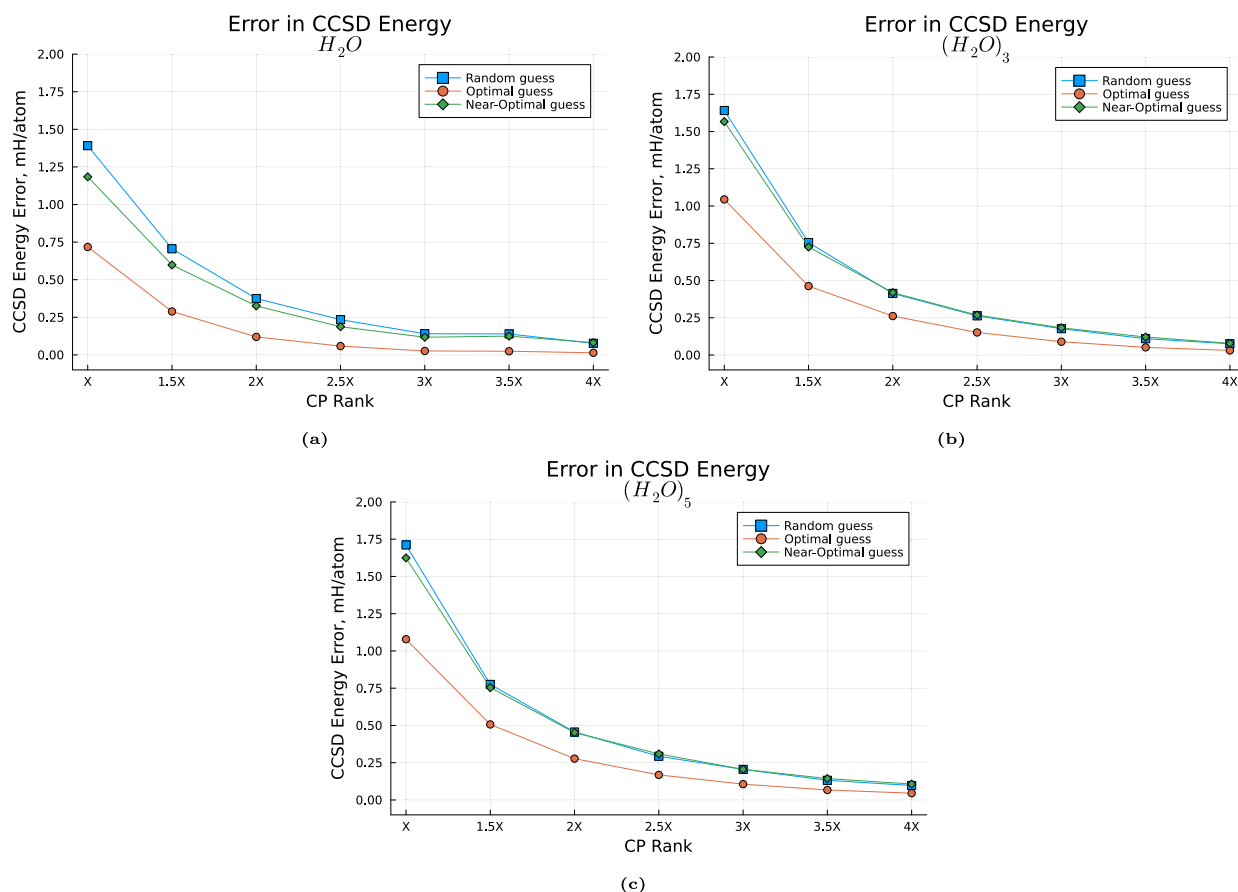 Error in CCSD Energy
H₂O
2.00
1.75
1.50
1.25
1.00
0.75
0.50
0.25
0.00
CCSD Energy Error, mH/atom
Random guess
Optimal guess
Near-Optimal guess
X 1.5X 2X 2.5X 3X 3.5X 4X
CP Rank
(a)
Error in CCSD Energy
(H₂O)₃
2.00
1.75
1.50
1.25
1.00
0.75
0.50
0.25
0.00
CCSD Energy Error, mH/atom
Random guess
Optimal guess
Near-Optimal guess
X 1.5X 2X 2.5X 3X 3.5X 4X
CP Rank
(b)
Error in CCSD Energy
(H₂O)₅
2.00
1.75
1.50
1.25
1.00
0.75
0.50
0.25
0.00
CCSD Energy Error, mH/atom
Random guess
Optimal guess
Near-Optimal guess
X 1.5X 2X 2.5X 3X 3.5X 4X
CP Rank
(c)